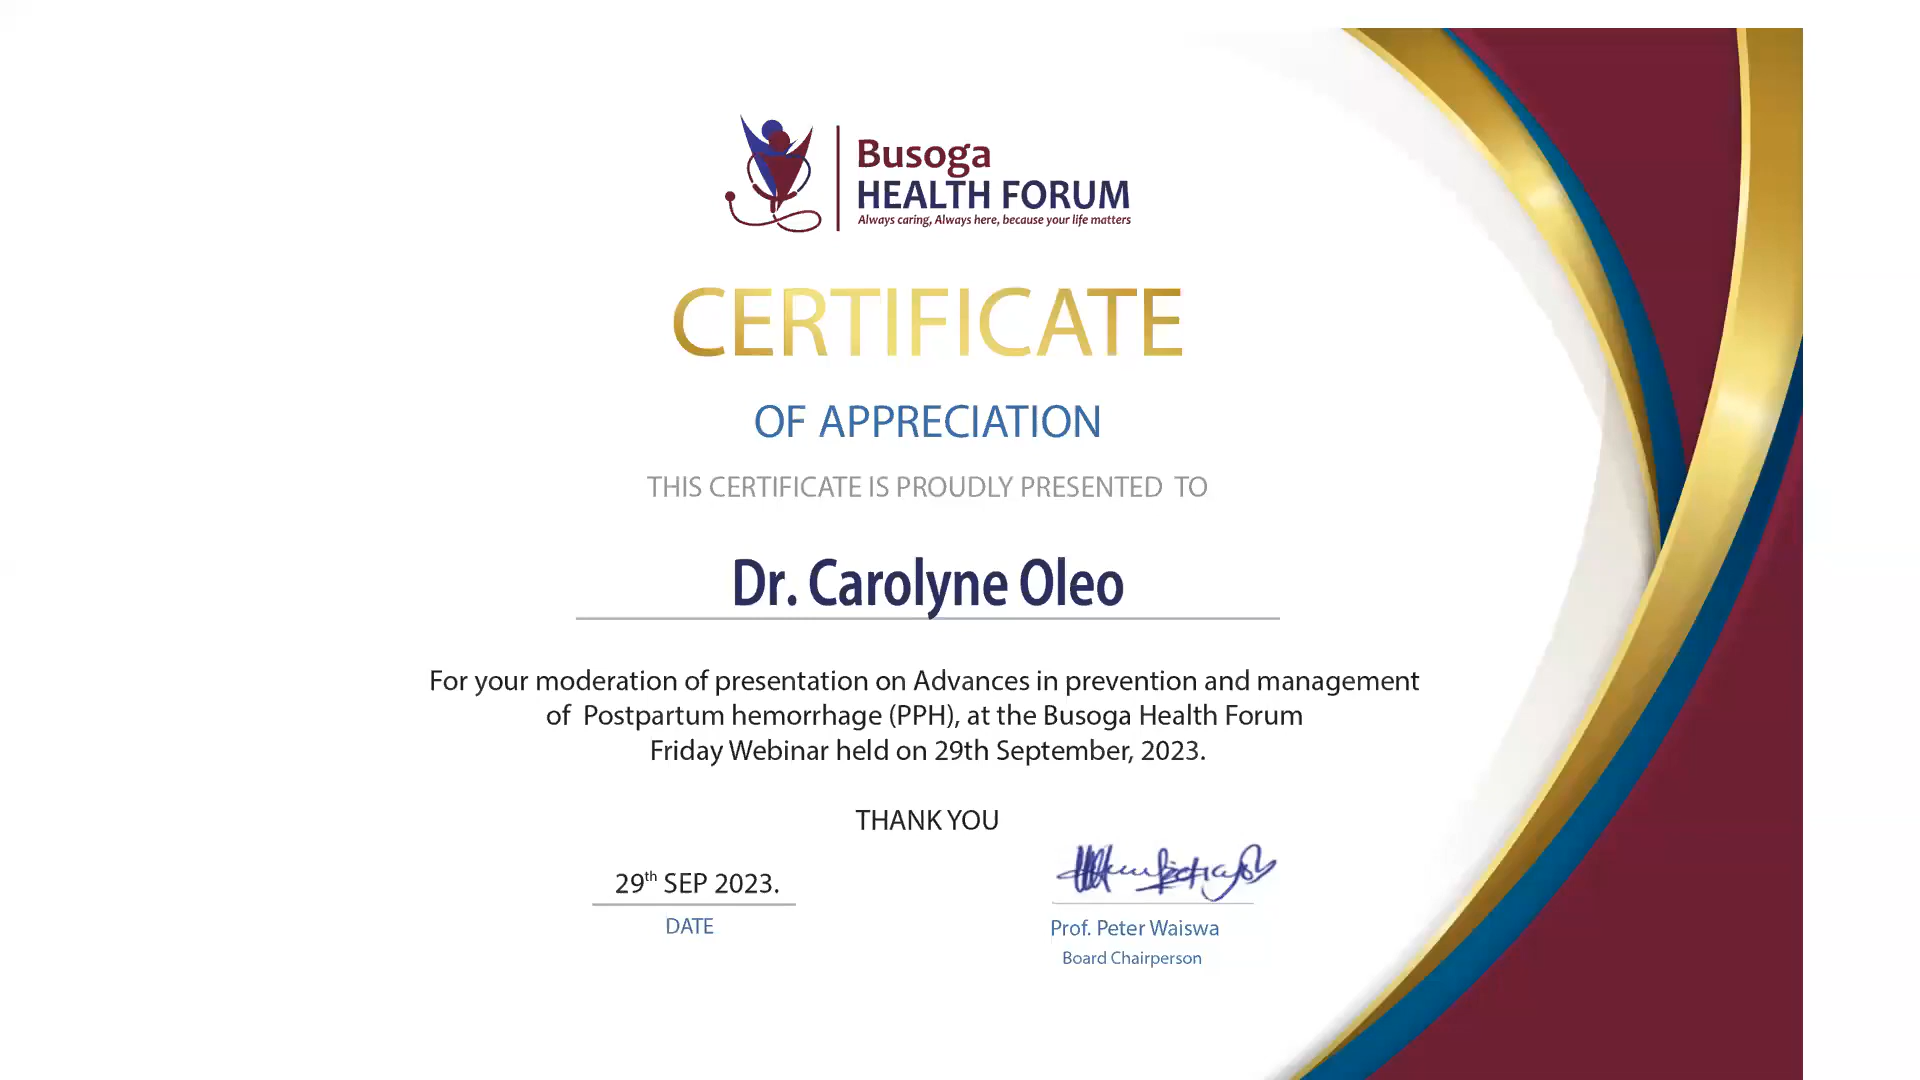 Busoga
HEALTH FORUM
Always caring, Always here, because your life matters
CERTIFICATE
OF APPRECIATION
THIS CERTIFICATE IS PROUDLY PRESENTED TO
Dr. Carolyne Oleo
For your moderation of presentation on Advances in prevention and management
of Postpartum hemorrhage (PPH), at the Busoga Health Forum
Friday Webinar held on 29th September, 2023.
THANK YOU
29th SEP 2023.
DATE
Prof. Peter Waiswa
Board Chairperson